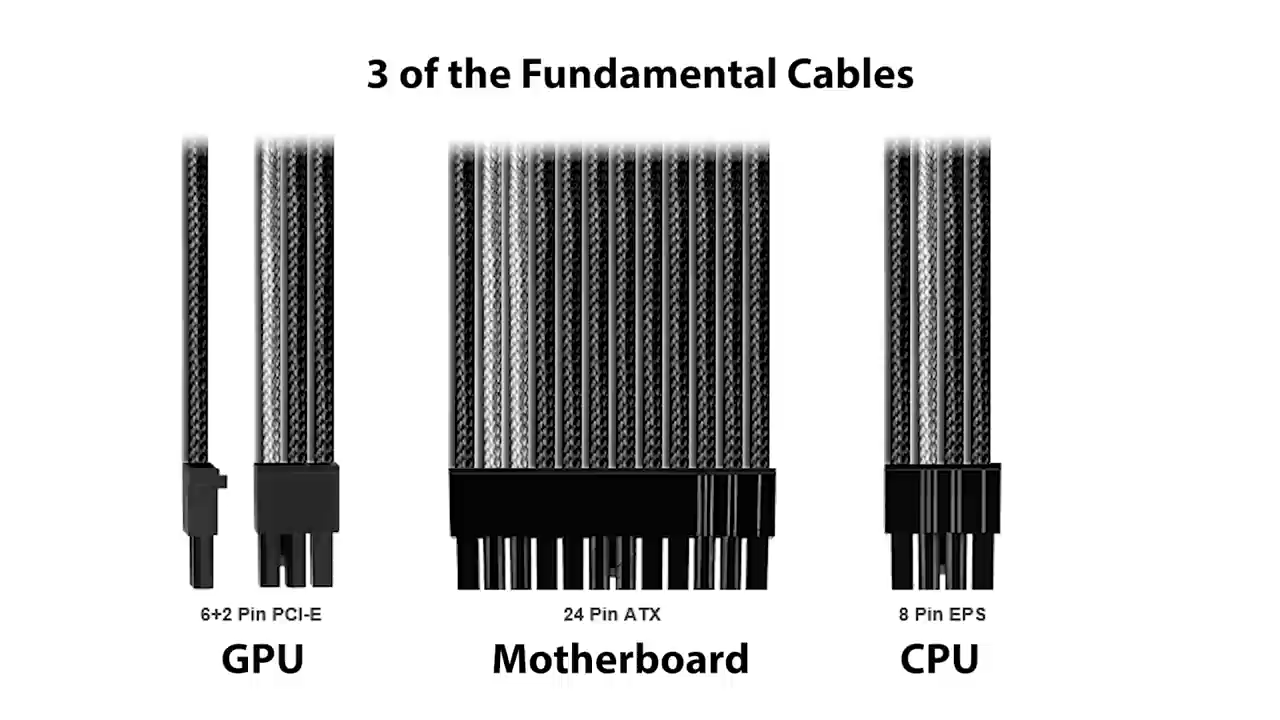 3 of the Fundamental Cables
6+2 Pin PCI-E
24 Pin ATX
8 Pin EPS
GPU
Motherboard
CPU